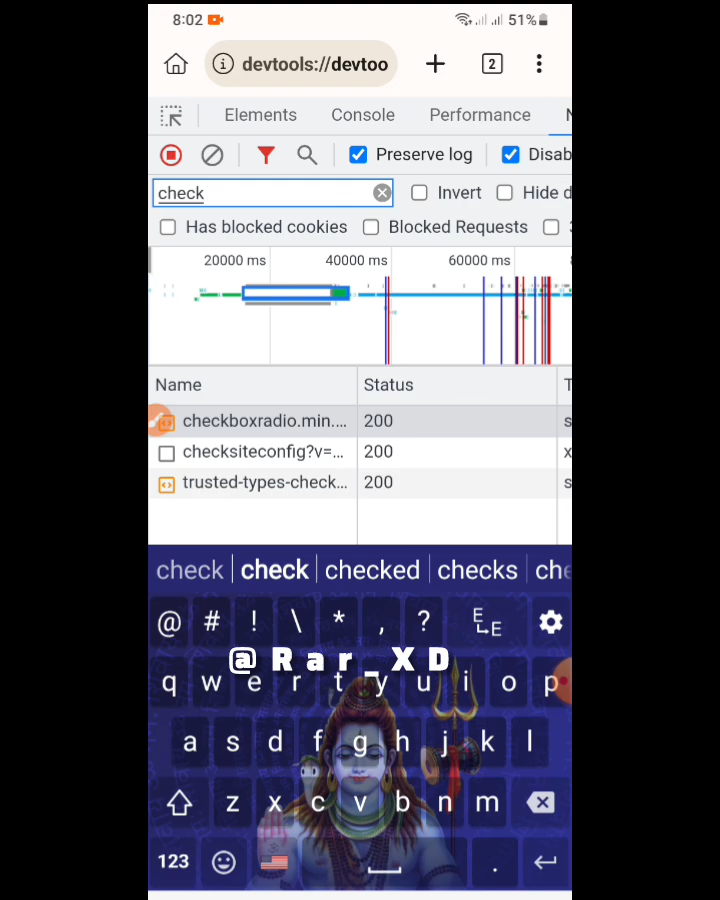 8:02 51%
devtools://devtoo + 2
Elements Console Performance N
Preserve log Disab
check Invert Hide d
Has blocked cookies Blocked Requests 3
20000 ms 40000 ms 60000 ms
Name Status T
checkboxradio.min.... 200 s
checksiteconfig?v=... 200 x
trusted-types-check... 200 s
check check checked checks che
@ # ! \ * , ? E E
@Rar_XD
q w e r t y u i o p
a s d f g h j k l
z x c v b n m
123 .